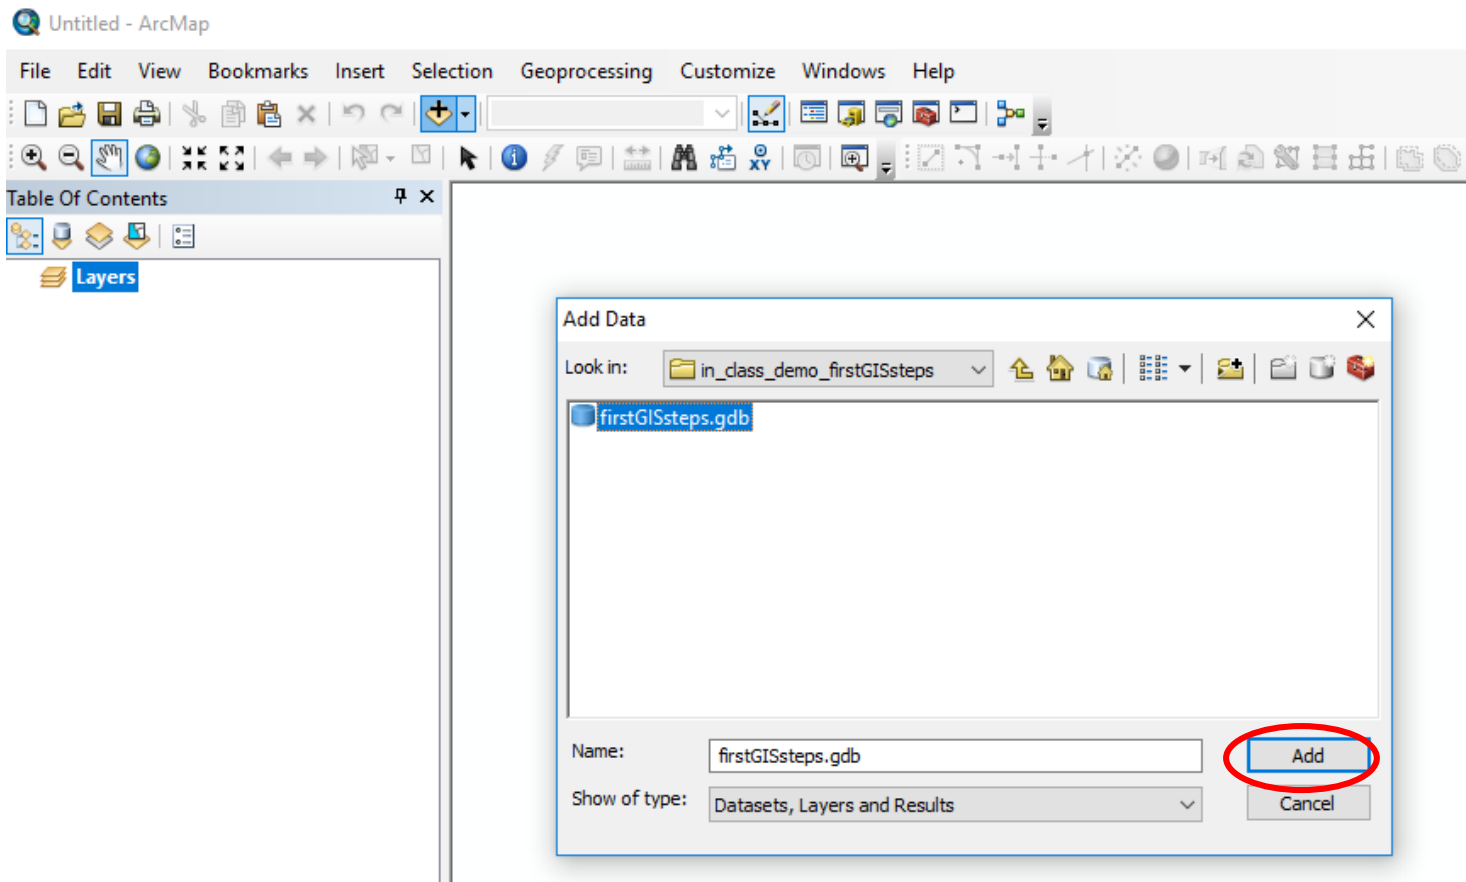 Untitled - ArcMap
File Edit View Bookmarks Insert Selection Geoprocessing Customize Windows Help
XY
Table Of Contents
Layers
Add Data
Look in: in_class_demo_firstGISsteps
firstGISsteps.gdb
Name: firstGISsteps.gdb Add
Show of type: Datasets, Layers and Results Cancel